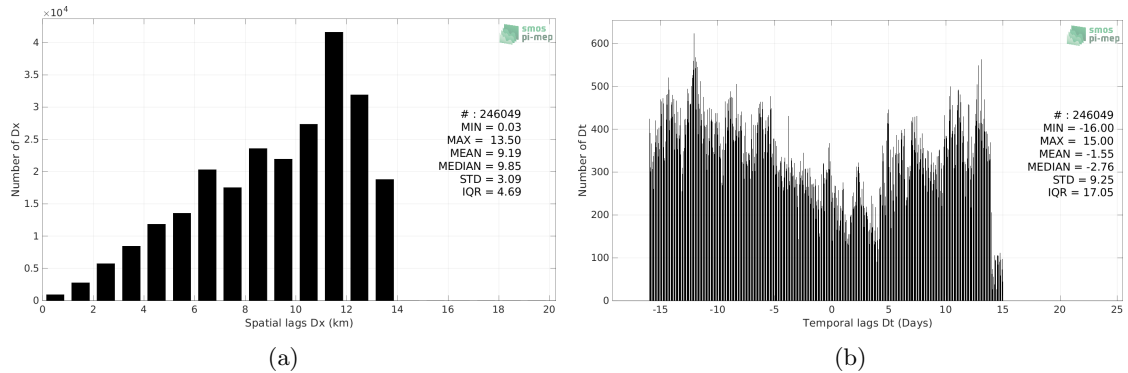 ×10⁴
4
3.5
3
2.5
2
1.5
1
0.5
0
Number of Dx
smos
pi-mep
# : 246049
MIN = 0.03
MAX = 13.50
MEAN = 9.19
MEDIAN = 9.85
STD = 3.09
IQR = 4.69
0 2 4 6 8 10 12 14 16 18 20
Spatial lags Dx (km)
(a)
600
500
400
300
200
100
0
Number of Dt
smos
pi-mep
# : 246049
MIN = -16.00
MAX = 15.00
MEAN = -1.55
MEDIAN = -2.76
STD = 9.25
IQR = 17.05
-15 -10 -5 0 5 10 15 20 25
Temporal lags Dt (Days)
(b)